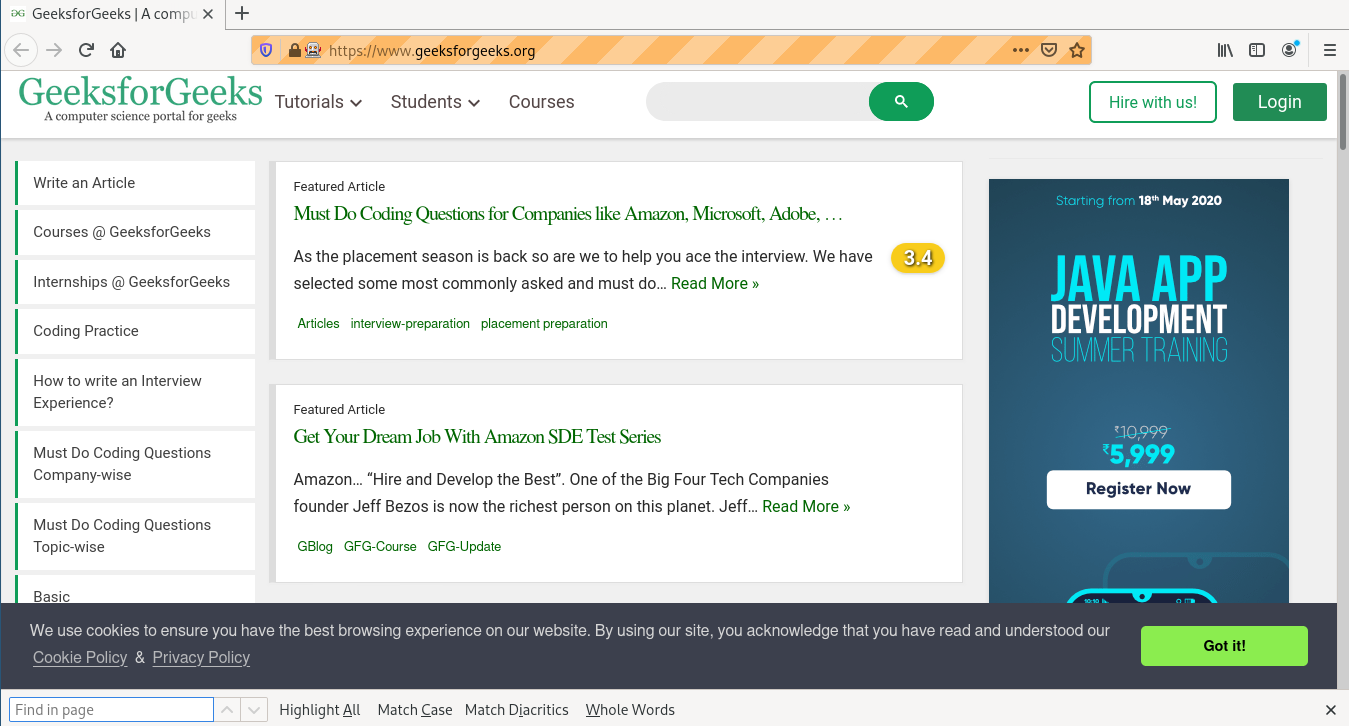 GeeksforGeeks | A compu
https://www.geeksforgeeks.org
GeeksforGeeks
A computer science portal for geeks
Tutorials
Students
Courses
Hire with us!
Login
Write an Article
Courses @ GeeksforGeeks
Internships @ GeeksforGeeks
Coding Practice
How to write an Interview
Experience?
Must Do Coding Questions
Company-wise
Must Do Coding Questions
Topic-wise
Basic
Featured Article
Must Do Coding Questions for Companies like Amazon, Microsoft, Adobe, …
As the placement season is back so are we to help you ace the interview. We have
selected some most commonly asked and must do… Read More »
3.4
Articles interview-preparation placement preparation
Featured Article
Get Your Dream Job With Amazon SDE Test Series
Amazon… “Hire and Develop the Best”. One of the Big Four Tech Companies
founder Jeff Bezos is now the richest person on this planet. Jeff… Read More »
GBlog GFG-Course GFG-Update
Starting from 18th May 2020
JAVA APP
DEVELOPMENT
SUMMER TRAINING
₹10,999
₹5,999
Register Now
We use cookies to ensure you have the best browsing experience on our website. By using our site, you acknowledge that you have read and understood our
Cookie Policy & Privacy Policy
Got it!
Find in page
Highlight All
Match Case
Match Diacritics
Whole Words